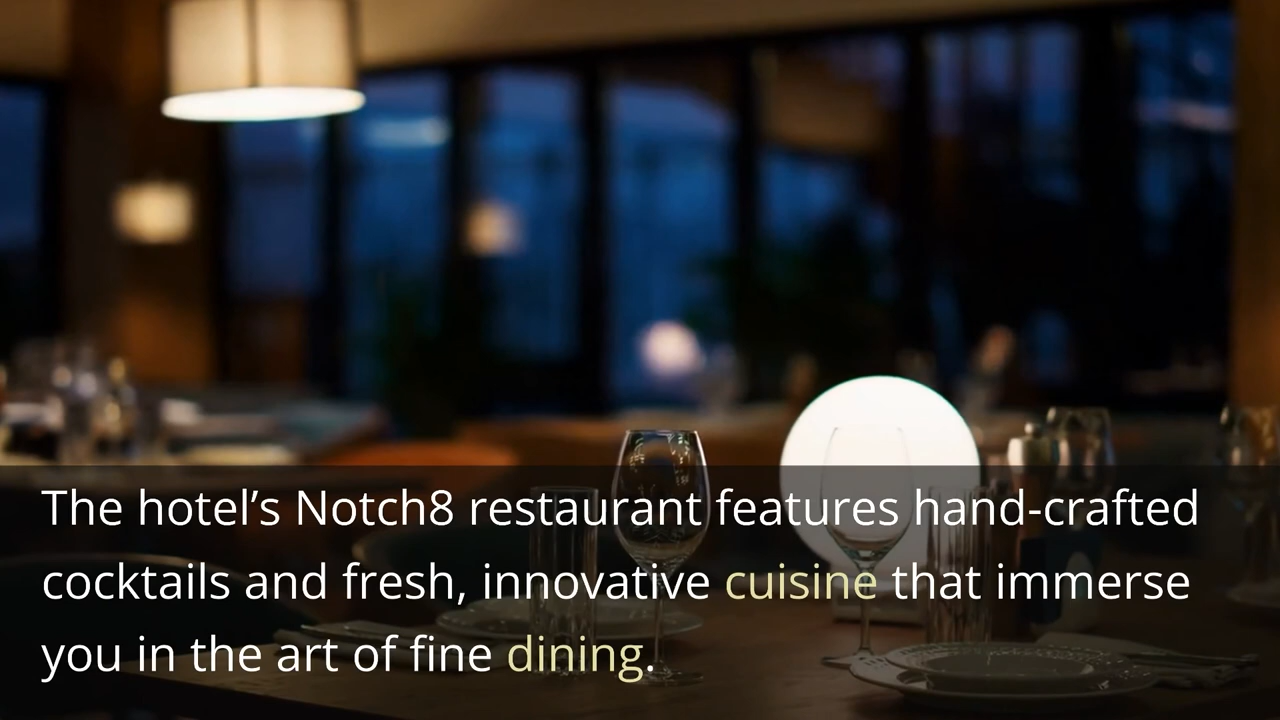 The hotel’s Notch8 restaurant features hand-crafted
cocktails and fresh, innovative cuisine that immerse
you in the art of fine dining.